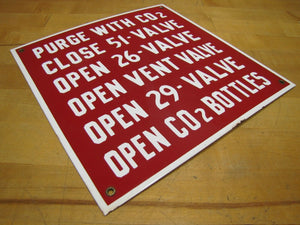 PURGE WITH CO2
CLOSE 51-VALVE
OPEN 26-VALVE
OPEN VENT VALVE
OPEN 29-VALVE
OPEN CO2 BOTTLES